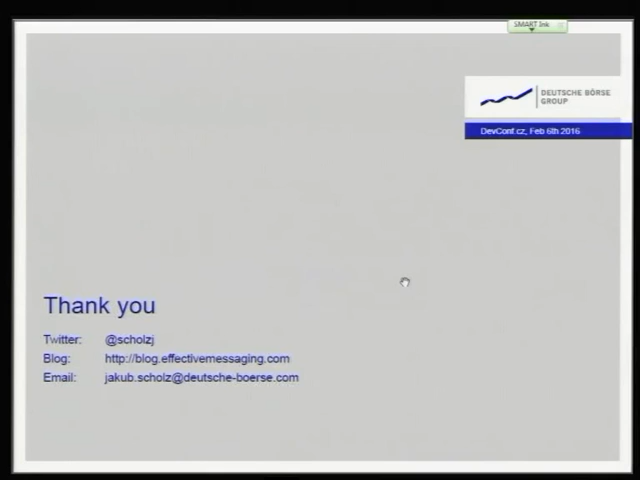 SMART Ink
DEUTSCHE BÖRSE
GROUP
DevConf.cz, Feb 6th 2016
Thank you
Twitter: @scholzj
Blog: http://blog.effectivemessaging.com
Email: jakub.scholz@deutsche-boerse.com